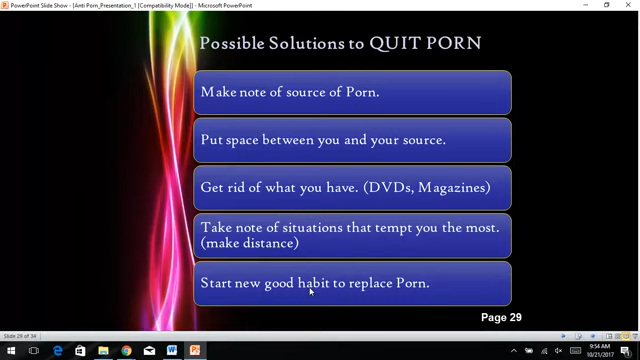 PowerPoint Slide Show - [Anti Porn_Presentation_1 [Compatibility Mode]] - Microsoft PowerPoint
Possible Solutions to QUIT PORN
Make note of source of Porn.
Put space between you and your source.
Get rid of what you have. (DVDs, Magazines)
Take note of situations that tempt you the most.
(make distance)
Start new good habit to replace Porn.
Page 29
Slide 29 of 34
9:54 AM
10/21/2017